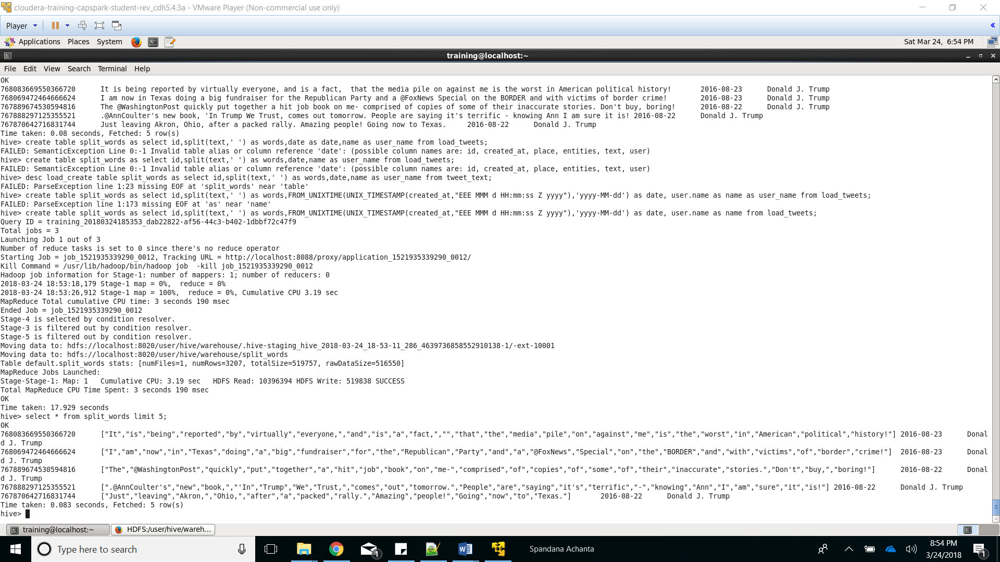 cloudera-training-capspark-student-rev_cdh5.4.3a - VMware Player (Non-commercial use only)
Player
Applications Places System Sat Mar 24, 6:54 PM
training@localhost:~
File Edit View Search Terminal Help
OK
768083669550366720 It is being reported by virtually everyone, and is a fact,  that the media pile on against me is the worst in American political history! 2016-08-23 Donald J. Trump
768069472464666624 I am now in Texas doing a big fundraiser for the Republican Party and a @FoxNews Special on the BORDER and with victims of border crime! 2016-08-23 Donald J. Trump
767889674530594816 The @WashingtonPost quickly put together a hit job book on me- comprised of copies of some of their inaccurate stories. Don't buy, boring! 2016-08-22 Donald J. Trump
767888297125355521 .@AnnCoulter's new book, 'In Trump We Trust, comes out tomorrow. People are saying it's terrific - knowing Ann I am sure it is! 2016-08-22 Donald J. Trump
767870642716831744 Just leaving Akron, Ohio, after a packed rally. Amazing people! Going now to Texas. 2016-08-22 Donald J. Trump
Time taken: 0.08 seconds, Fetched: 5 row(s)
hive> create table split_words as select id,split(text,' ') as words,date as date,name as user_name from load_tweets;
FAILED: SemanticException Line 0:-1 Invalid table alias or column reference 'date': (possible column names are: id, created_at, place, entities, text, user)
hive> create table split_words as select id,split(text,' ') as words,date,name as user_name from load_tweets;
FAILED: SemanticException Line 0:-1 Invalid table alias or column reference 'date': (possible column names are: id, created_at, place, entities, text, user)
hive> desc load_create table split_words as select id,split(text,' ') as words,date,name as user_name from tweet_text;
FAILED: ParseException line 1:23 missing EOF at 'split_words' near 'table'
hive> create table split_words as select id,split(text,' ') as words,FROM_UNIXTIME(UNIX_TIMESTAMP(created_at,"EEE MMM d HH:mm:ss Z yyyy"),'yyyy-MM-dd') as date, user.name as name as user_name from load_tweets;
FAILED: ParseException line 1:173 missing EOF at 'as' near 'name'
hive> create table split_words as select id,split(text,' ') as words,FROM_UNIXTIME(UNIX_TIMESTAMP(created_at,"EEE MMM d HH:mm:ss Z yyyy"),'yyyy-MM-dd') as date, user.name as name from load_tweets;
Query ID = training_20180324185353_dab22822-af56-44c3-b402-1dbbf72c47f9
Total jobs = 3
Launching Job 1 out of 3
Number of reduce tasks is set to 0 since there's no reduce operator
Starting Job = job_1521935339290_0012, Tracking URL = http://localhost:8088/proxy/application_1521935339290_0012/
Kill Command = /usr/lib/hadoop/bin/hadoop job  -kill job_1521935339290_0012
Hadoop job information for Stage-1: number of mappers: 1; number of reducers: 0
2018-03-24 18:53:18,179 Stage-1 map = 0%,  reduce = 0%
2018-03-24 18:53:26,912 Stage-1 map = 100%,  reduce = 0%, Cumulative CPU 3.19 sec
MapReduce Total cumulative CPU time: 3 seconds 190 msec
Ended Job = job_1521935339290_0012
Stage-4 is selected by condition resolver.
Stage-3 is filtered out by condition resolver.
Stage-5 is filtered out by condition resolver.
Moving data to: hdfs://localhost:8020/user/hive/warehouse/.hive-staging_hive_2018-03-24_18-53-11_286_4639736858552910138-1/-ext-10001
Moving data to: hdfs://localhost:8020/user/hive/warehouse/split_words
Table default.split_words stats: [numFiles=1, numRows=3207, totalSize=519757, rawDataSize=516550]
MapReduce Jobs Launched:
Stage-Stage-1: Map: 1   Cumulative CPU: 3.19 sec   HDFS Read: 10396394 HDFS Write: 519838 SUCCESS
Total MapReduce CPU Time Spent: 3 seconds 190 msec
OK
Time taken: 17.929 seconds
hive> select * from split_words limit 5;
OK
768083669550366720 ["It","is","being","reported","by","virtually","everyone,","and","is","a","fact,","","that","the","media","pile","on","against","me","is","the","worst","in","American","political","history!"] 2016-08-23 Donal
d J. Trump
768069472464666624 ["I","am","now","in","Texas","doing","a","big","fundraiser","for","the","Republican","Party","and","a","@FoxNews","Special","on","the","BORDER","and","with","victims","of","border","crime!"] 2016-08-23 Donal
d J. Trump
767889674530594816 ["The","@WashingtonPost","quickly","put","together","a","hit","job","book","on","me-","comprised","of","copies","of","some","of","their","inaccurate","stories.","Don't","buy,","boring!"] 2016-08-22 Donal
d J. Trump
767888297125355521 [".@AnnCoulter's","new","book,","'In","Trump","We","Trust,","comes","out","tomorrow.","People","are","saying","it's","terrific","-","knowing","Ann","I","am","sure","it","is!"] 2016-08-22 Donald J. Trump
767870642716831744 ["Just","leaving","Akron,","Ohio,","after","a","packed","rally.","Amazing","people!","Going","now","to","Texas."] 2016-08-22 Donald J. Trump
Time taken: 0.083 seconds, Fetched: 5 row(s)
hive>
training@localhost:~ HDFS:/user/hive/wareh...
Type here to search 1 Spandana Achanta 8:54 PM 1
3/24/2018